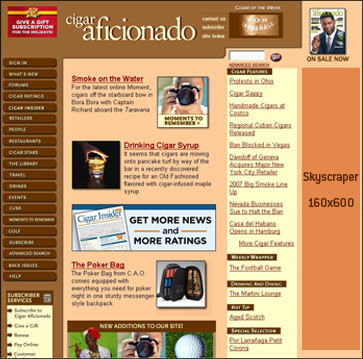 GIVE A GIFT
SUBSCRIPTION
FOR THE HOLIDAYS!
cigar
aficionado
contact us
subscribe
site index
CIGAR OF THE WEEK
ON SALE NOW
SIGN IN
WHAT'S NEW
FORUMS
CIGAR RATINGS
CIGAR INSIDER
RETAILERS
PEOPLE
RESTAURANTS
CIGAR STARS
THE LIBRARY
TRAVEL
DRINKS
EVENTS
CUBA
MOMENTS TO REMEMBER
GOLF
SUBSCRIBE
ADVANCED SEARCH
BACK ISSUES
HELP
SUBSCRIBER
SERVICES
Subscribe to
Cigar Aficionado
Give a Gift
Renew
Pay Online
Customer
Smoke on the Water
For the latest online Moment,
cigars off the starboard bow in
Bora Bora with Captain
Richard aboard the Taravana.
MOMENTS TO
REMEMBER >
Drinking Cigar Syrup
It seems that cigars are moving
onto pancake turf by way of the
bar in a recently discovered
recipe for an Old Fashioned
flavored with cigar-infused maple
syrup.
Cigar Insider
GET MORE NEWS
and
MORE RATINGS
The Poker Bag
The Poker Bag from C.A.O.
comes equipped with
everything you need for poker
night in one sturdy messenger-
style backpack.
NEW ADDITIONS TO OUR SITE!
GO
ADVANCED SEARCH
CIGAR FEATURES
Protests in Ohio
Cigar Sappy
Handmade Cigars at
Costco
Regional Cuban Cigars
Released
Ban Blocked in Vegas
Davidoff of Geneva
Acquires Major New
York City Retailer
2007 Big Smoke Line
Up
Nevada Businesses
Sue to Halt the Ban
Casa del Habano
Opens in Hamburg
More Cigar Features
WEEKLY WRAPPER
The Football Game
DRINKING AND DINING
The Martini Lounge
HOT TIP
Azeri Scotch
SPECIAL SELECTION
Por Larrañaga Petit
Corona
Skyscraper
160x600